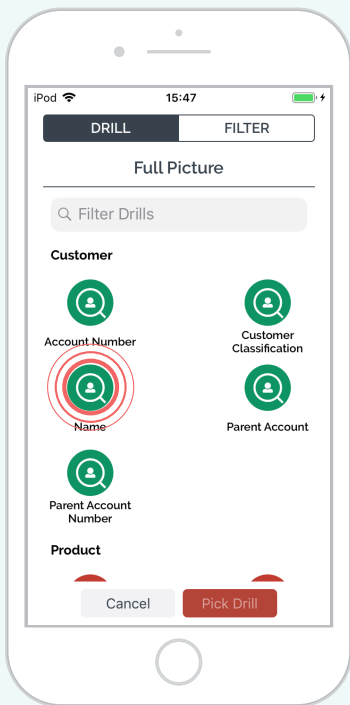 iPod 15:47
DRILL FILTER
Full Picture
Filter Drills
Customer
Account Number
Customer
Classification
Name
Parent Account
Parent Account
Number
Product
Cancel Pick Drill